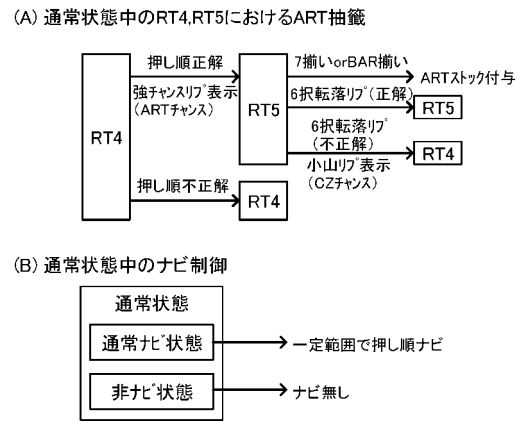 (A) 通常状態中のRT4,RT5におけるART抽籤
RT4
押し順正解
強チャンスリプ表示
(ARTチャンス)
RT5
7揃いorBAR揃い
ARTストック付与
6択転落リプ(正解)
RT5
6択転落リプ
(不正解)
小山リプ表示
(CZチャンス)
RT4
押し順不正解
RT4
(B) 通常状態中のナビ制御
通常状態
通常ナビ状態
一定範囲で押し順ナビ
非ナビ状態
ナビ無し